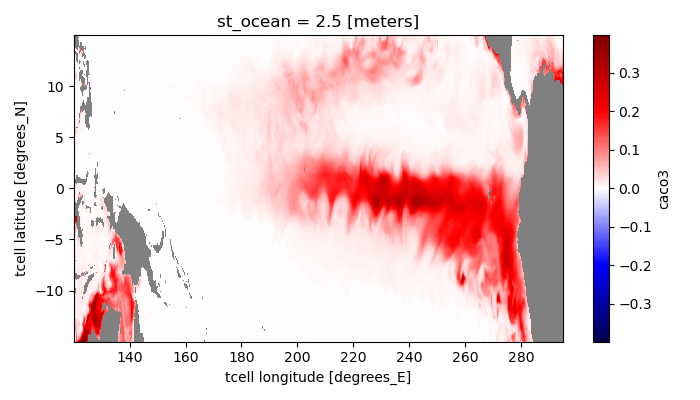 st_ocean = 2.5 [meters]
tcell latitude [degrees_N]
10
5
0
−5
−10
140 160 180 200 220 240 260 280
tcell longitude [degrees_E]
0.3
0.2
0.1
0.0
−0.1
−0.2
−0.3
caco3